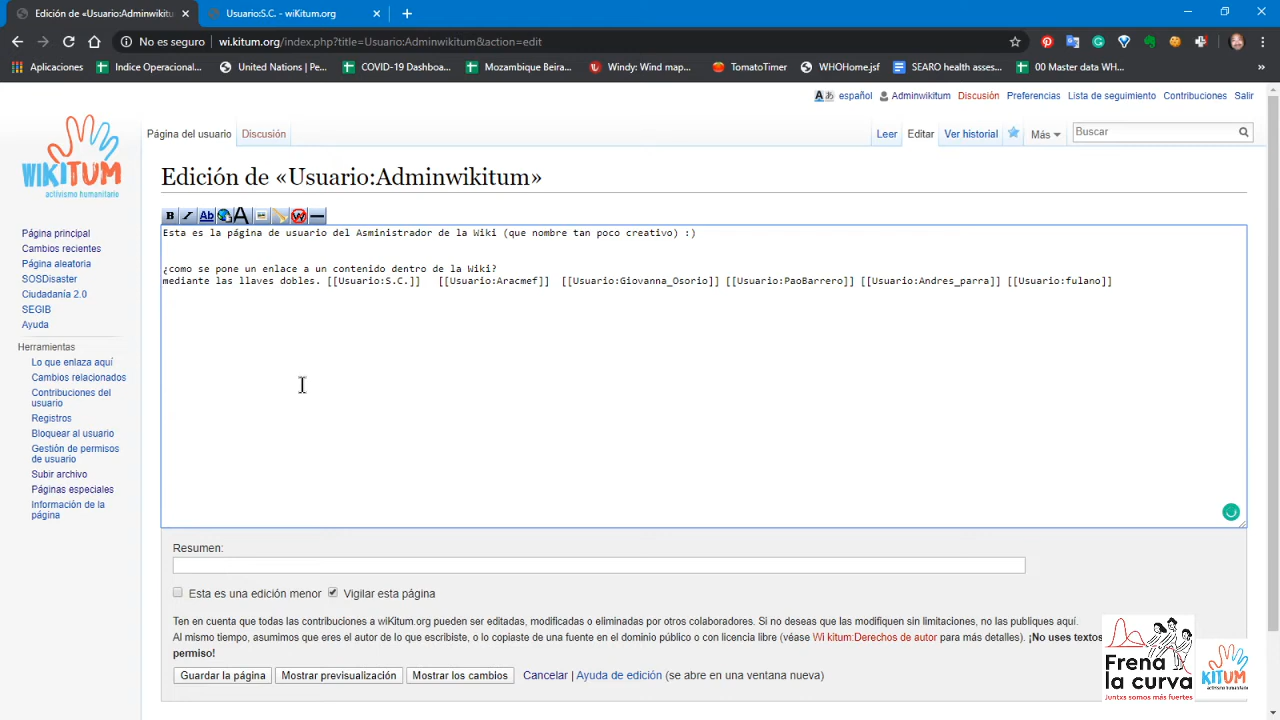 Edición de «Usuario:Adminwikitu
Usuario:S.C. - wiKitum.org
No es seguro | wi.kitum.org/index.php?title=Usuario:Adminwikitum&action=edit
Aplicaciones Indice Operacional... United Nations | Pe... COVID-19 Dashboa... Mozambique Beira... Windy: Wind map... TomatoTimer WHOHome.jsf SEARO health asses... 00 Master data WH... »
español Adminwikitum Discusión Preferencias Lista de seguimiento Contribuciones Salir
Página del usuario Discusión Leer Editar Ver historial Más Buscar
WIKITUM
activismo humanitario
Edición de «Usuario:Adminwikitum»
B I Ab A
Esta es la página de usuario del Asministrador de la Wiki (que nombre tan poco creativo) :)
¿como se pone un enlace a un contenido dentro de la Wiki?
mediante las llaves dobles. [[Usuario:S.C.]] [[Usuario:Aracmef]] [[Usuario:Giovanna_Osorio]] [[Usuario:PaoBarrero]] [[Usuario:Andres_parra]] [[Usuario:fulano]]
Página principal
Cambios recientes
Página aleatoria
SOSDisaster
Ciudadanía 2.0
SEGIB
Ayuda
Herramientas
Lo que enlaza aquí
Cambios relacionados
Contribuciones del
usuario
Registros
Bloquear al usuario
Gestión de permisos
de usuario
Subir archivo
Páginas especiales
Información de la
página
Resumen:
Esta es una edición menor Vigilar esta página
Ten en cuenta que todas las contribuciones a wiKitum.org pueden ser editadas, modificadas o eliminadas por otros colaboradores. Si no deseas que las modifiquen sin limitaciones, no las publiques aquí.
Al mismo tiempo, asumimos que eres el autor de lo que escribiste, o lo copiaste de una fuente en el dominio público o con licencia libre (véase Wi kitum:Derechos de autor para más detalles). ¡No uses textos
permiso!
Guardar la página Mostrar previsualización Mostrar los cambios Cancelar | Ayuda de edición (se abre en una ventana nueva)
Frena
la curva
Juntxs somos más fuertes
KITUM
activismo humanitario